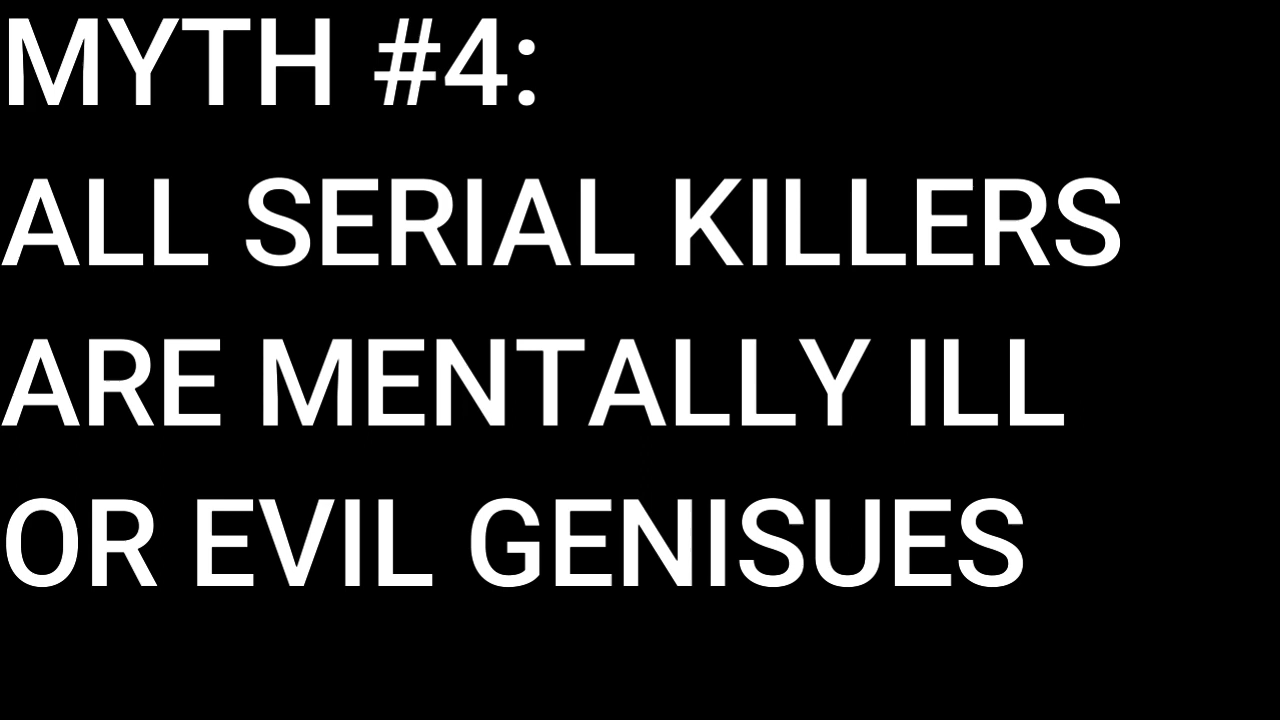 MYTH #4:
ALL SERIAL KILLERS
ARE MENTALLY ILL
OR EVIL GENISUES